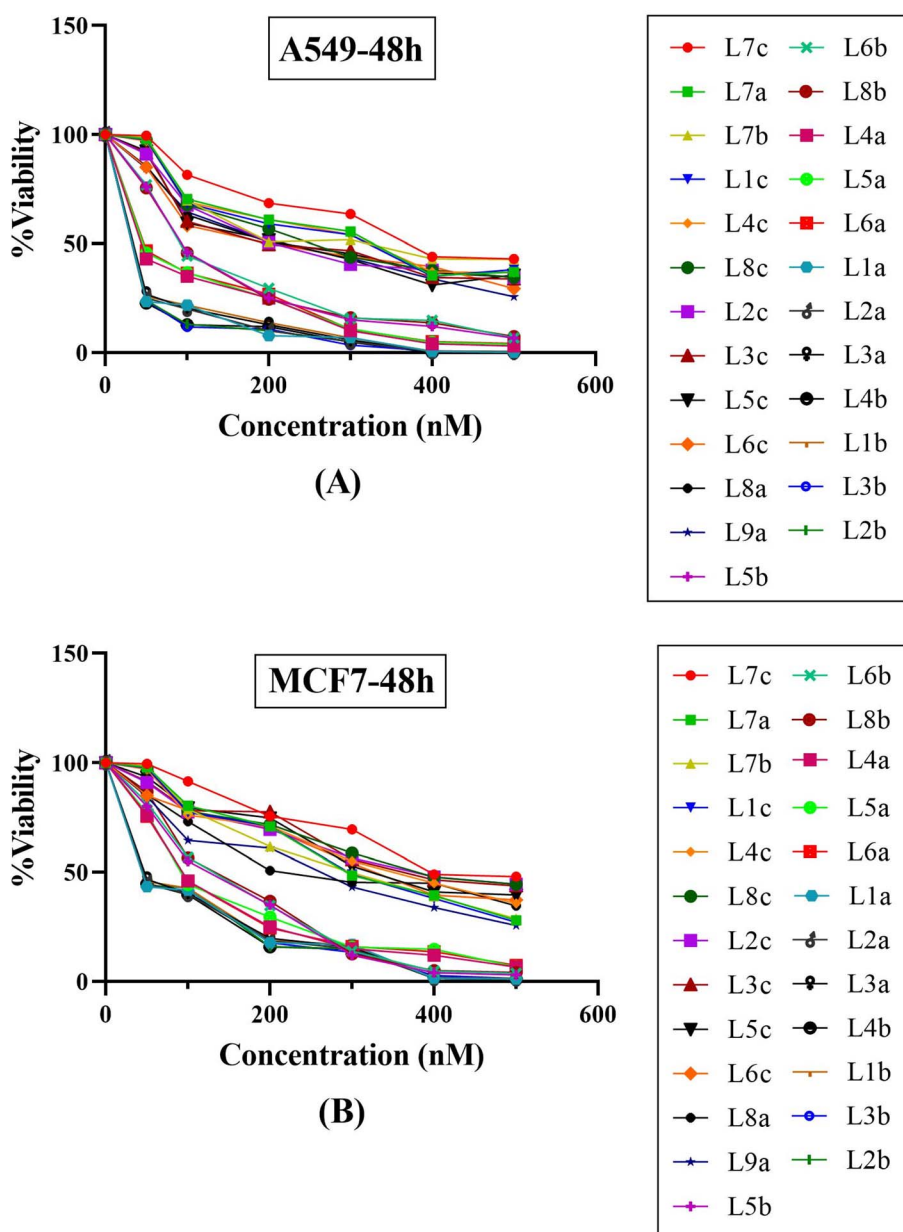 A549-48h
150
100
50
0
%Viability
0
200
400
600
Concentration (nM)
(A)
L7c
L7a
L7b
L1c
L4c
L8c
L2c
L3c
L5c
L6c
L8a
L9a
L5b
L6b
L8b
L4a
L5a
L6a
L1a
L2a
L3a
L4b
L1b
L3b
L2b
MCF7-48h
150
100
50
0
%Viability
0
200
400
600
Concentration (nM)
(B)
L7c
L7a
L7b
L1c
L4c
L8c
L2c
L3c
L5c
L6c
L8a
L9a
L5b
L6b
L8b
L4a
L5a
L6a
L1a
L2a
L3a
L4b
L1b
L3b
L2b